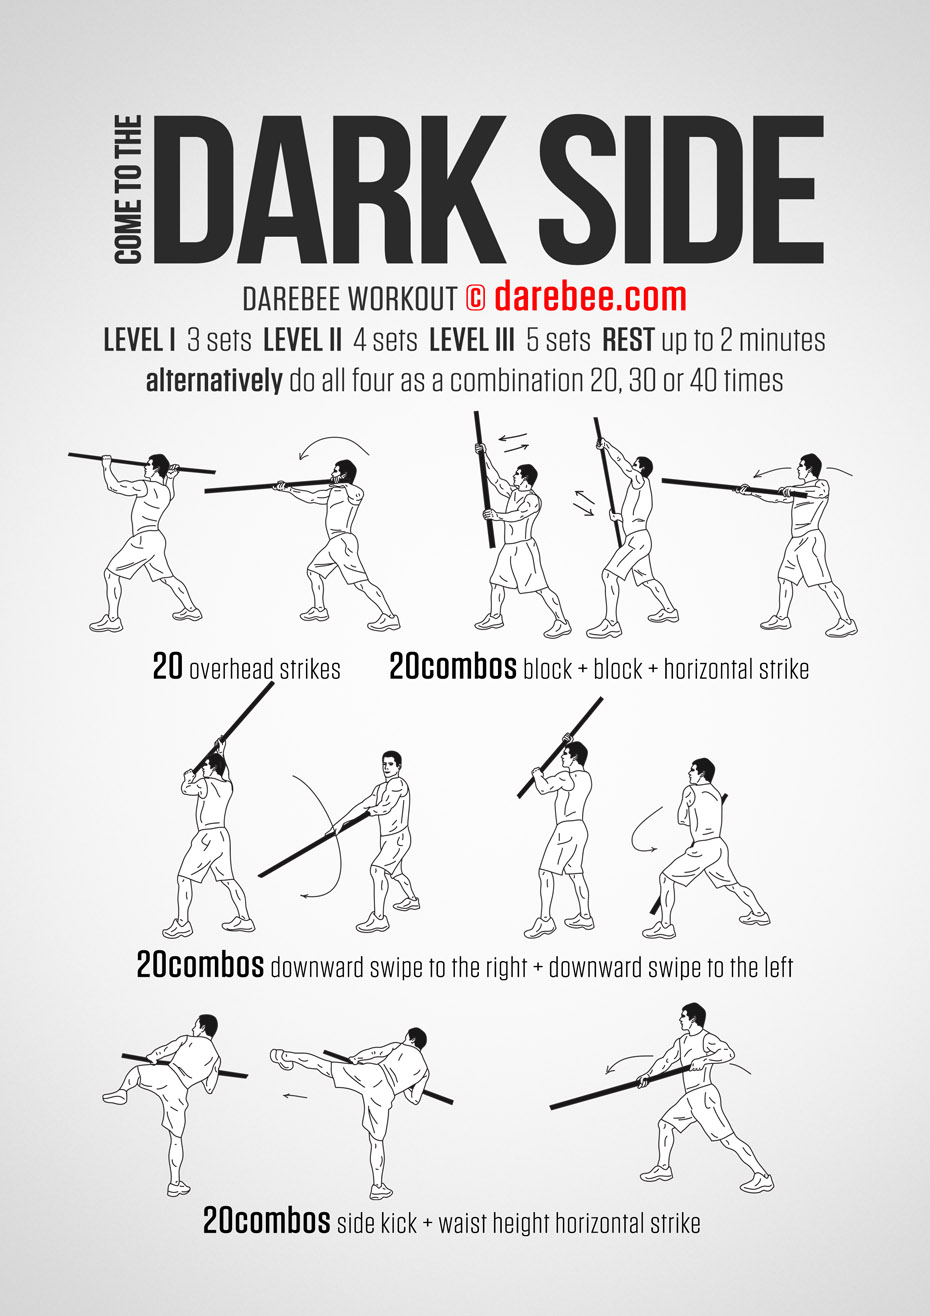 COME TO THE
DARK SIDE
DAREBEE WORKOUT © darebee.com
LEVEL I 3 sets LEVEL II 4 sets LEVEL III 5 sets REST up to 2 minutes
alternatively do all four as a combination 20, 30 or 40 times
20 overhead strikes
20combos block + block + horizontal strike
20combos downward swipe to the right + downward swipe to the left
20combos side kick + waist height horizontal strike